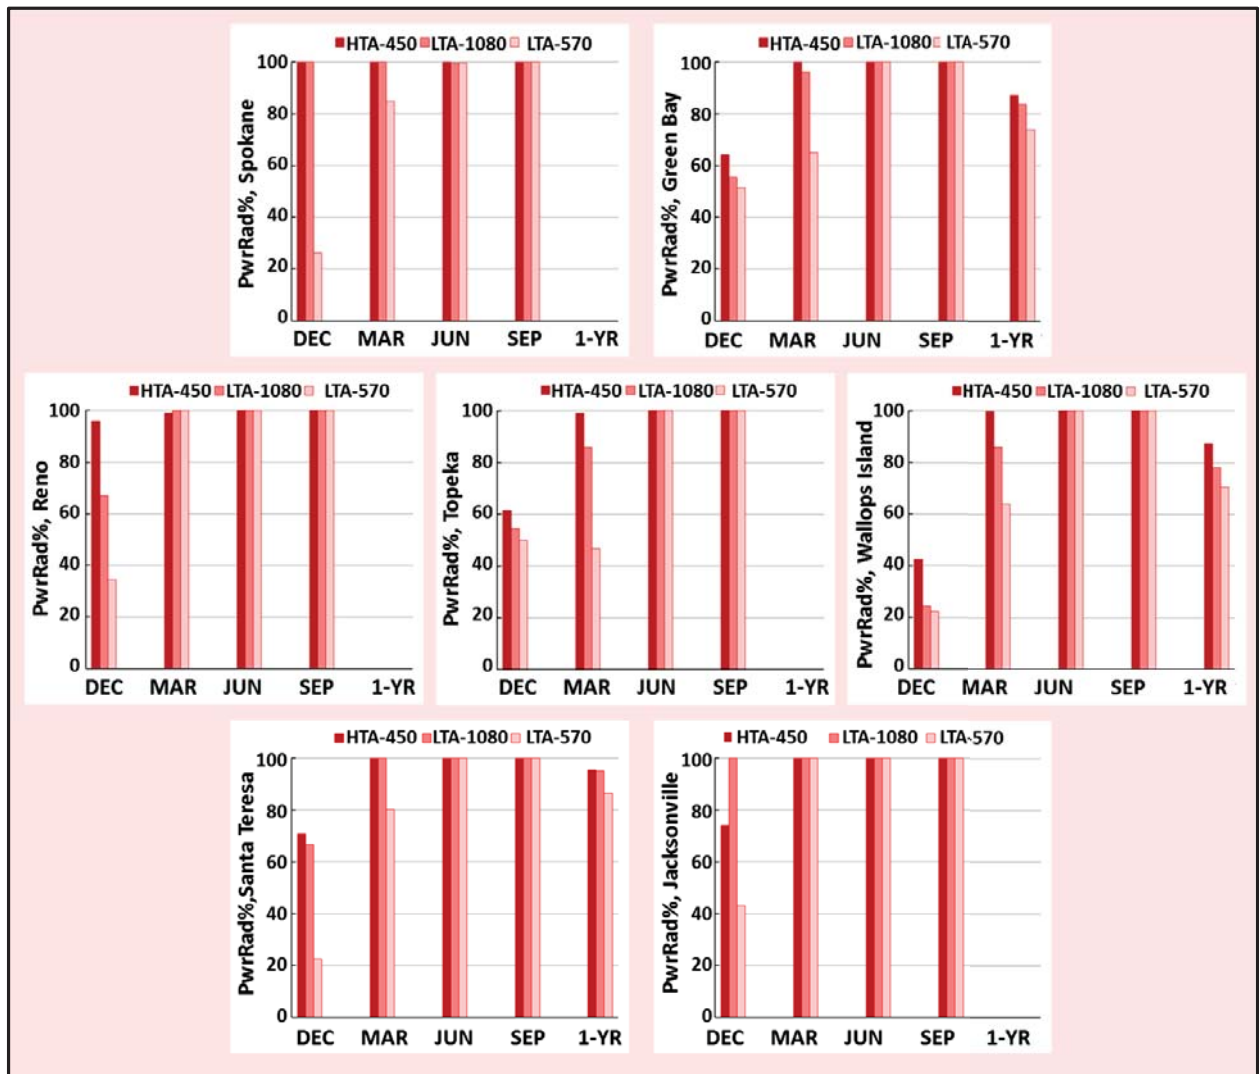 HTA-450 LTA-1080 LTA-570
PwrRad%, Spokane
100
80
60
40
20
0
DEC MAR JUN SEP 1-YR
HTA-450 LTA-1080 LTA-570
PwrRad%, Green Bay
100
80
60
40
20
0
DEC MAR JUN SEP 1-YR
HTA-450 LTA-1080 LTA-570
PwrRad%, Reno
100
80
60
40
20
0
DEC MAR JUN SEP 1-YR
HTA-450 LTA-1080 LTA-570
PwrRad%, Topeka
100
80
60
40
20
0
DEC MAR JUN SEP 1-YR
HTA-450 LTA-1080 LTA-570
PwrRad%, Wallops Island
100
80
60
40
20
0
DEC MAR JUN SEP 1-YR
HTA-450 LTA-1080 LTA-570
PwrRad%,Santa Teresa
100
80
60
40
20
0
DEC MAR JUN SEP 1-YR
HTA-450 LTA-1080 LTA-570
PwrRad%, Jacksonville
100
80
60
40
20
0
DEC MAR JUN SEP 1-YR